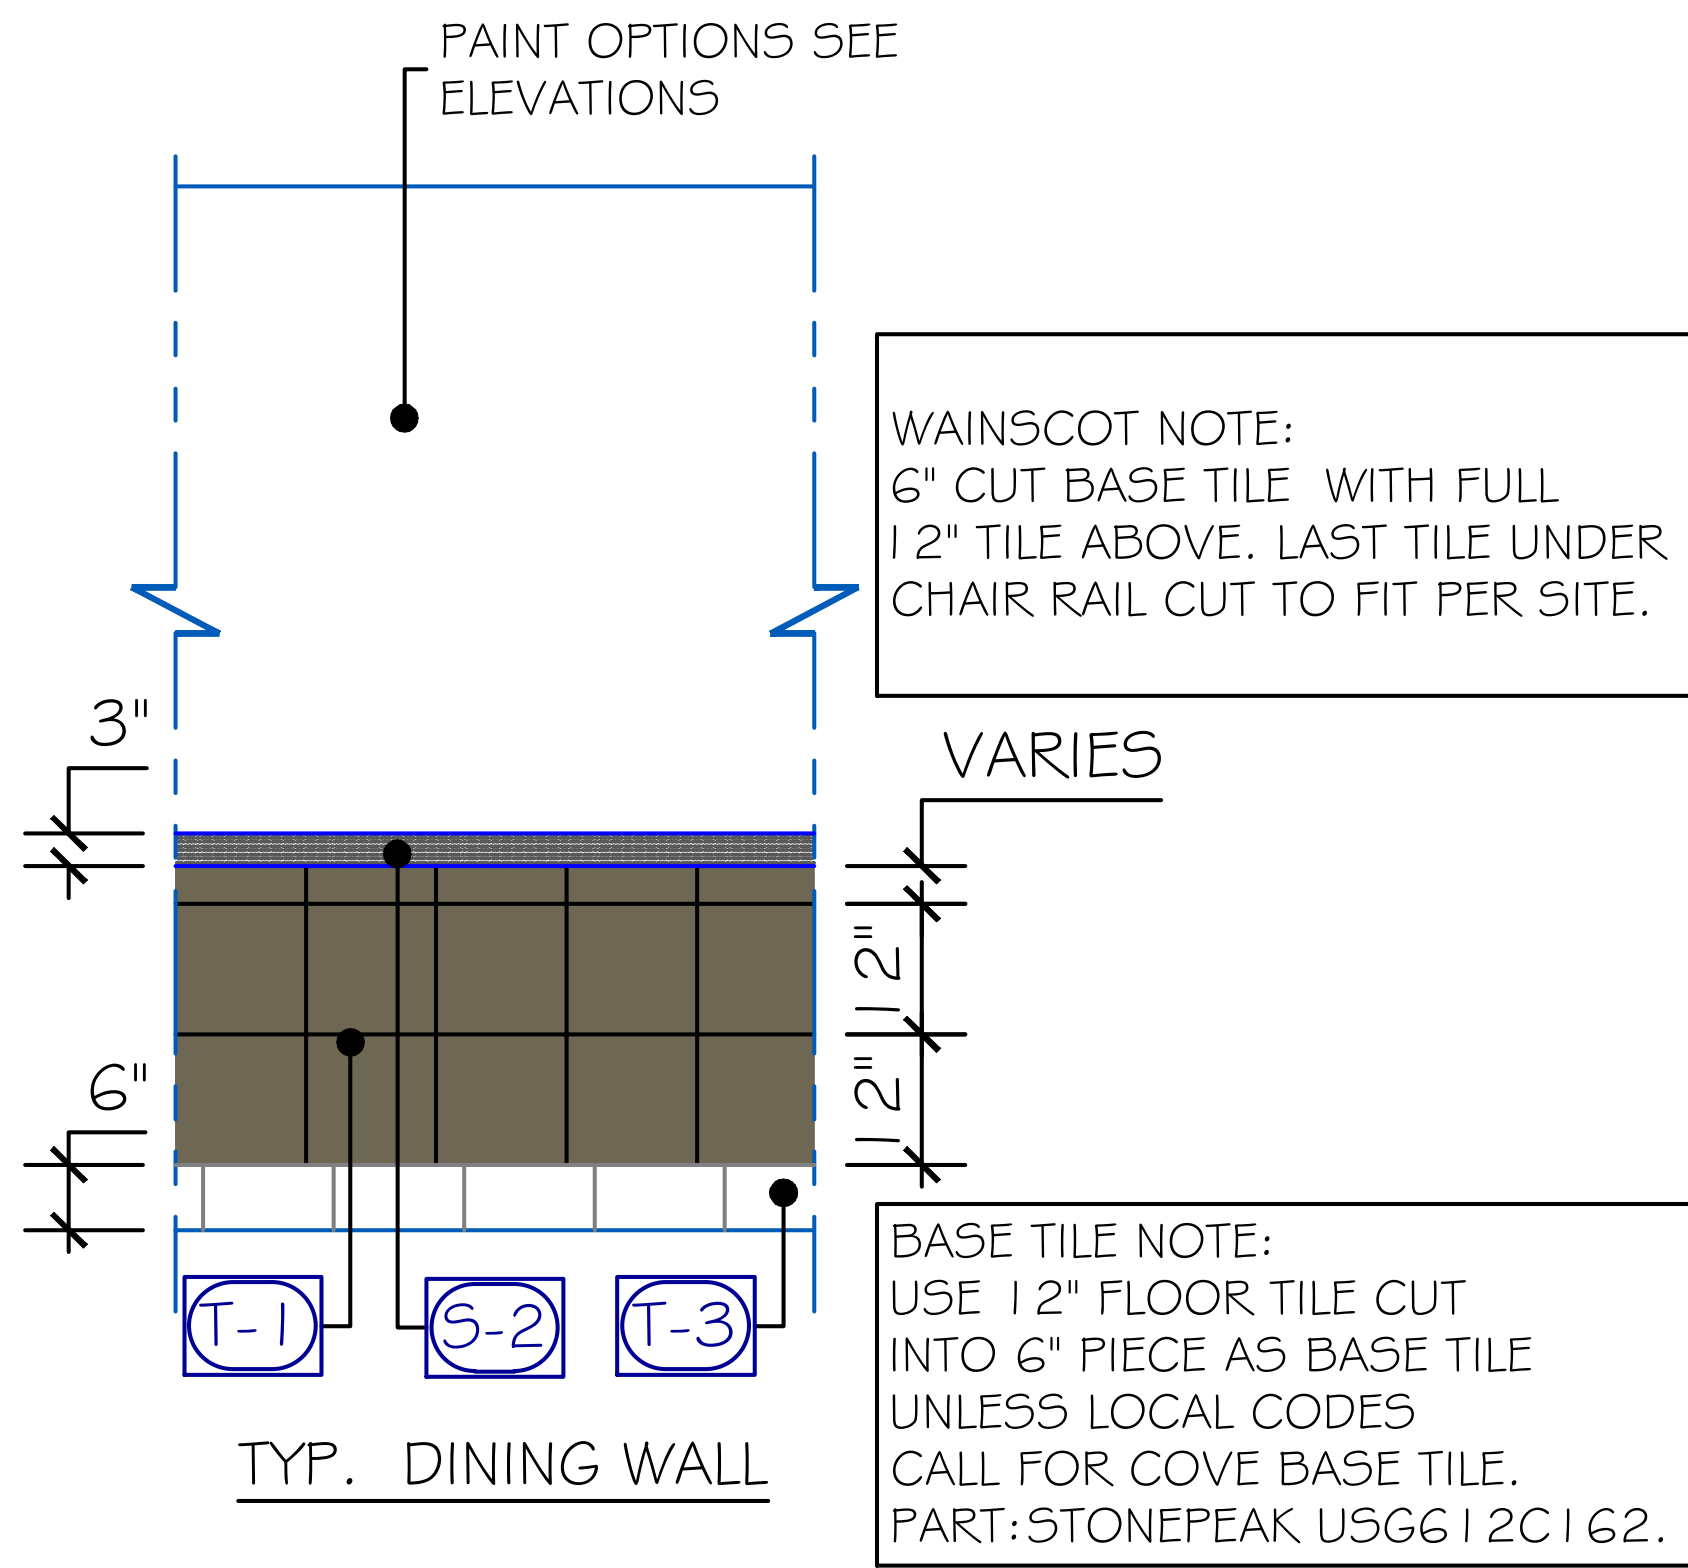 PAINT OPTIONS SEE
ELEVATIONS
WAINSCOT NOTE:
6" CUT BASE TILE WITH FULL
12" TILE ABOVE. LAST TILE UNDER
CHAIR RAIL CUT TO FIT PER SITE.
3"
VARIES
12"
6"
12"
BASE TILE NOTE:
USE 12" FLOOR TILE CUT
INTO 6" PIECE AS BASE TILE
UNLESS LOCAL CODES
CALL FOR COVE BASE TILE.
PART:STONEPEAK USG612C162.
T-1
S-2
T-3
TYP. DINING WALL